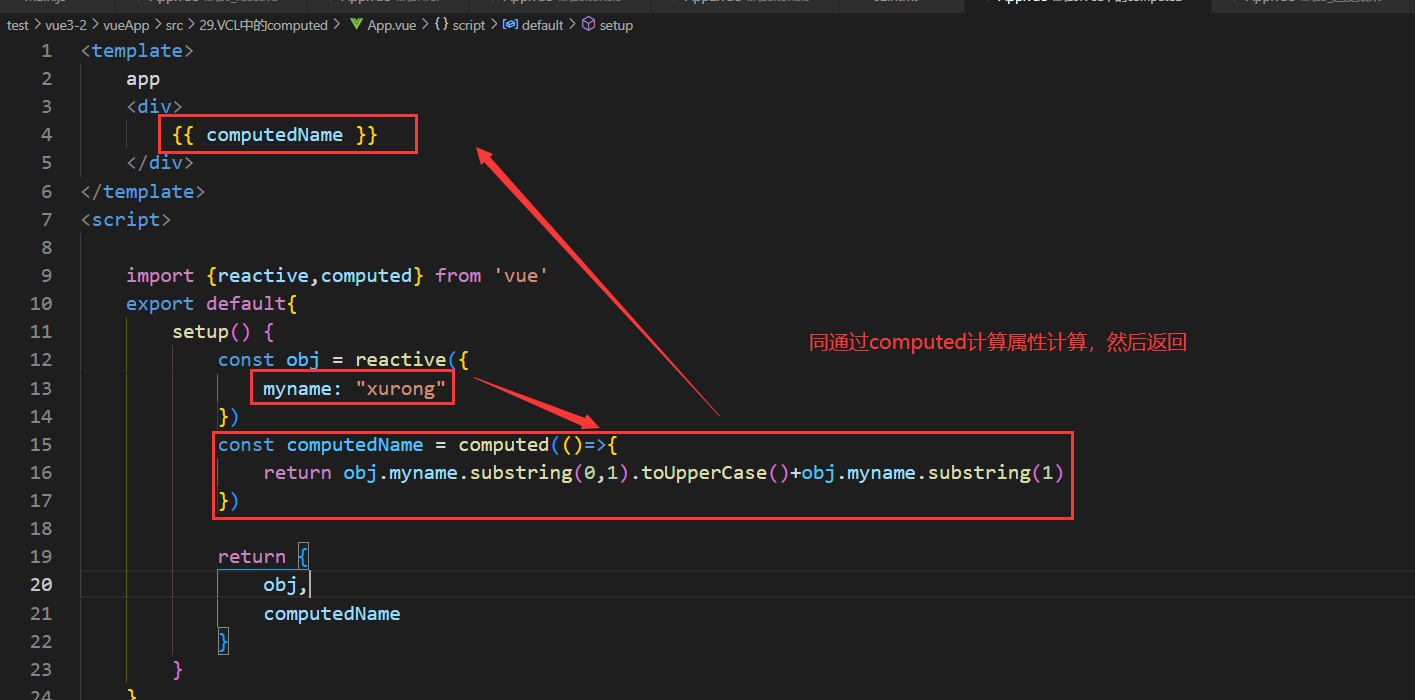 test > vue3-2 > vueApp > src > 29.VCL中的computed > App.vue > {} script > default > setup
1 <template>
2 app
3 <div>
4 {{ computedName }}
5 </div>
6 </template>
7 <script>
8
9 import {reactive,computed} from 'vue'
10 export default{
11 setup() {
12 const obj = reactive({
同通过computed计算属性计算，然后返回
13 myname: "xurong"
14 })
15 const computedName = computed(()=>{
16 return obj.myname.substring(0,1).toUpperCase()+obj.myname.substring(1)
17 })
18
19 return {
20 obj,
21 computedName
22 }
23 }
24 }